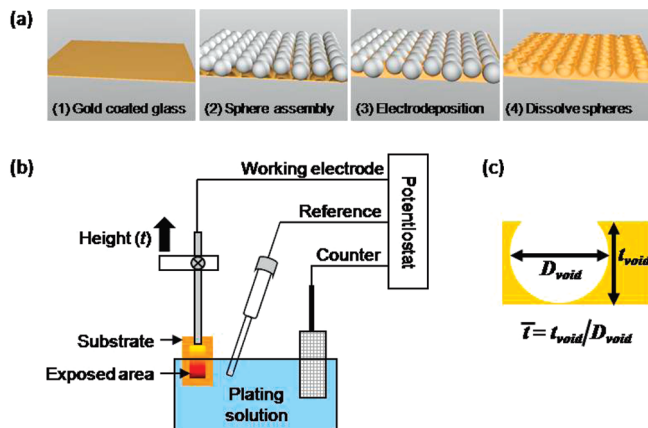 (a)
(1) Gold coated glass
(2) Sphere assembly
(3) Electrodeposition
(4) Dissolve spheres
(b)
Working electrode
Reference
Counter
Potentiostat
Height (t)
Substrate
Exposed area
Plating
solution
(c)
D_void
t_void
t̅ = t_void/D_void